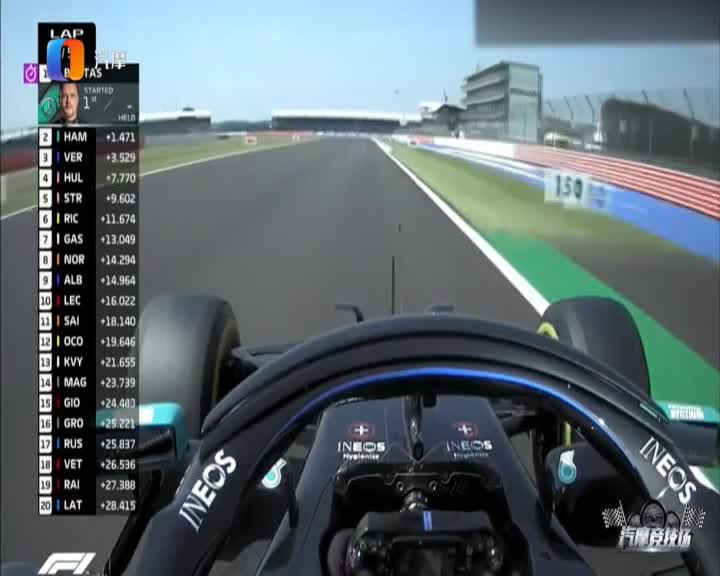 LAP
汽摩
1
STARTED
1st
HELD
2 HAM +1.471
3 VER +3.529
4 HUL +7.770
5 STR +9.602
6 RIC +11.674
7 GAS +13.049
8 NOR +14.294
9 ALB +14.964
10 LEC +16.022
11 SAI +18.140
12 OCO +19.646
13 KVY +21.655
14 MAG +23.739
15 GIO +24.403
16 GRO +25.221
17 RUS +25.837
18 VET +26.536
19 RAI +27.388
20 LAT +28.415
150
INEOS
Hygienics
INEOS
Hygienics
INEOS
INEOS
汽摩竞技场
F1